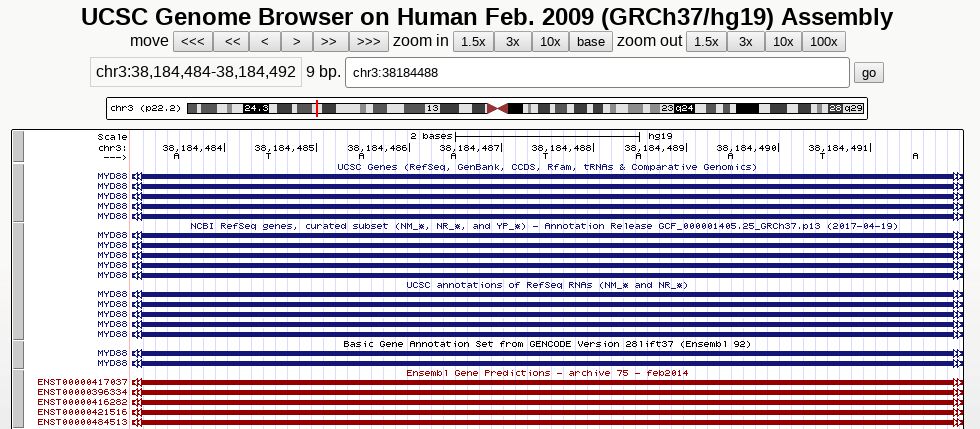 UCSC Genome Browser on Human Feb. 2009 (GRCh37/hg19) Assembly
move <<< << < > >> >>> zoom in 1.5x 3x 10x base zoom out 1.5x 3x 10x 100x
chr3:38,184,484-38,184,492 9 bp. chr3:38184488 go
chr3 (p22.2) 24.3 13 23 q24 28 q29
Scale 2 bases hg19
chr3: 38,184,484 38,184,485 38,184,486 38,184,487 38,184,488 38,184,489 38,184,490 38,184,491
---> A T A A T A A T A
UCSC Genes (RefSeq, GenBank, CCDS, Rfam, tRNAs & Comparative Genomics)
MYD88
MYD88
MYD88
MYD88
MYD88
NCBI RefSeq genes, curated subset (NM_*, NR_*, and YP_*) - Annotation Release GCF_000001405.25_GRCh37.p13 (2017-04-19)
MYD88
MYD88
MYD88
MYD88
MYD88
UCSC annotations of RefSeq RNAs (NM_* and NR_*)
MYD88
MYD88
MYD88
MYD88
MYD88
Basic Gene Annotation Set from GENCODE Version 28lift37 (Ensembl 92)
MYD88
MYD88
Ensembl Gene Predictions - archive 75 - feb2014
ENST00000417037
ENST00000396334
ENST00000416282
ENST00000421516
ENST00000484513